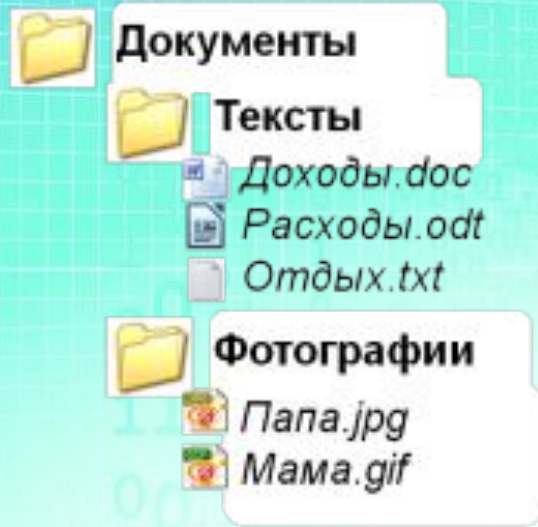 Документы
Тексты
Доходы.doc
Расходы.odt
Отдых.txt
Фотографии
Папа.jpg
Мама.gif